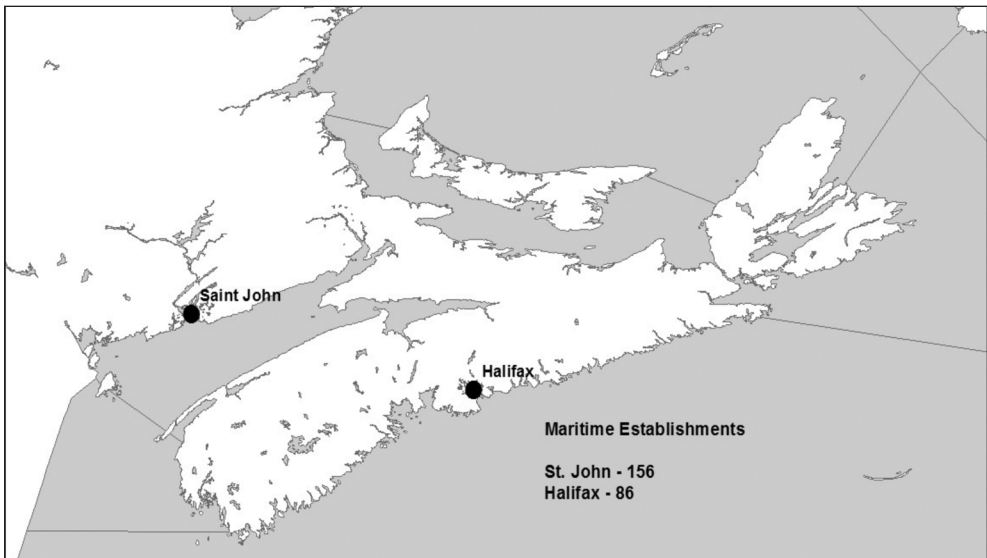 Saint John
Halifax
Maritime Establishments
St. John - 156
Halifax - 86